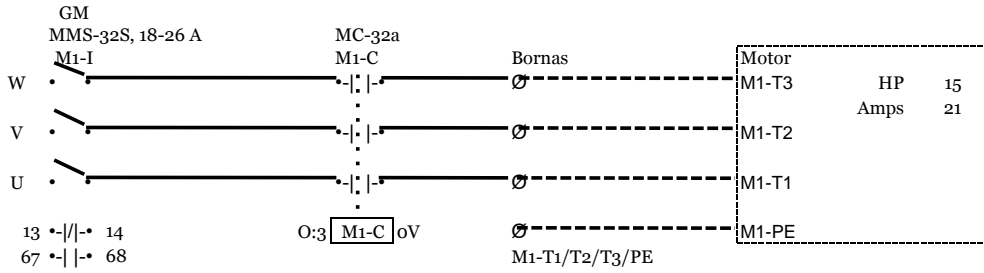 GM
MMS-32S, 18-26 A MC-32a
M1-I M1-C Bornas Motor
W •-| |-• Ø M1-T3 HP 15
Amps 21
V •-| |-• Ø M1-T2
U •-| |-• Ø M1-T1
13 •-|/|-• 14 O:3 M1-C 0V Ø M1-PE
67 •-| |-• 68 M1-T1/T2/T3/PE